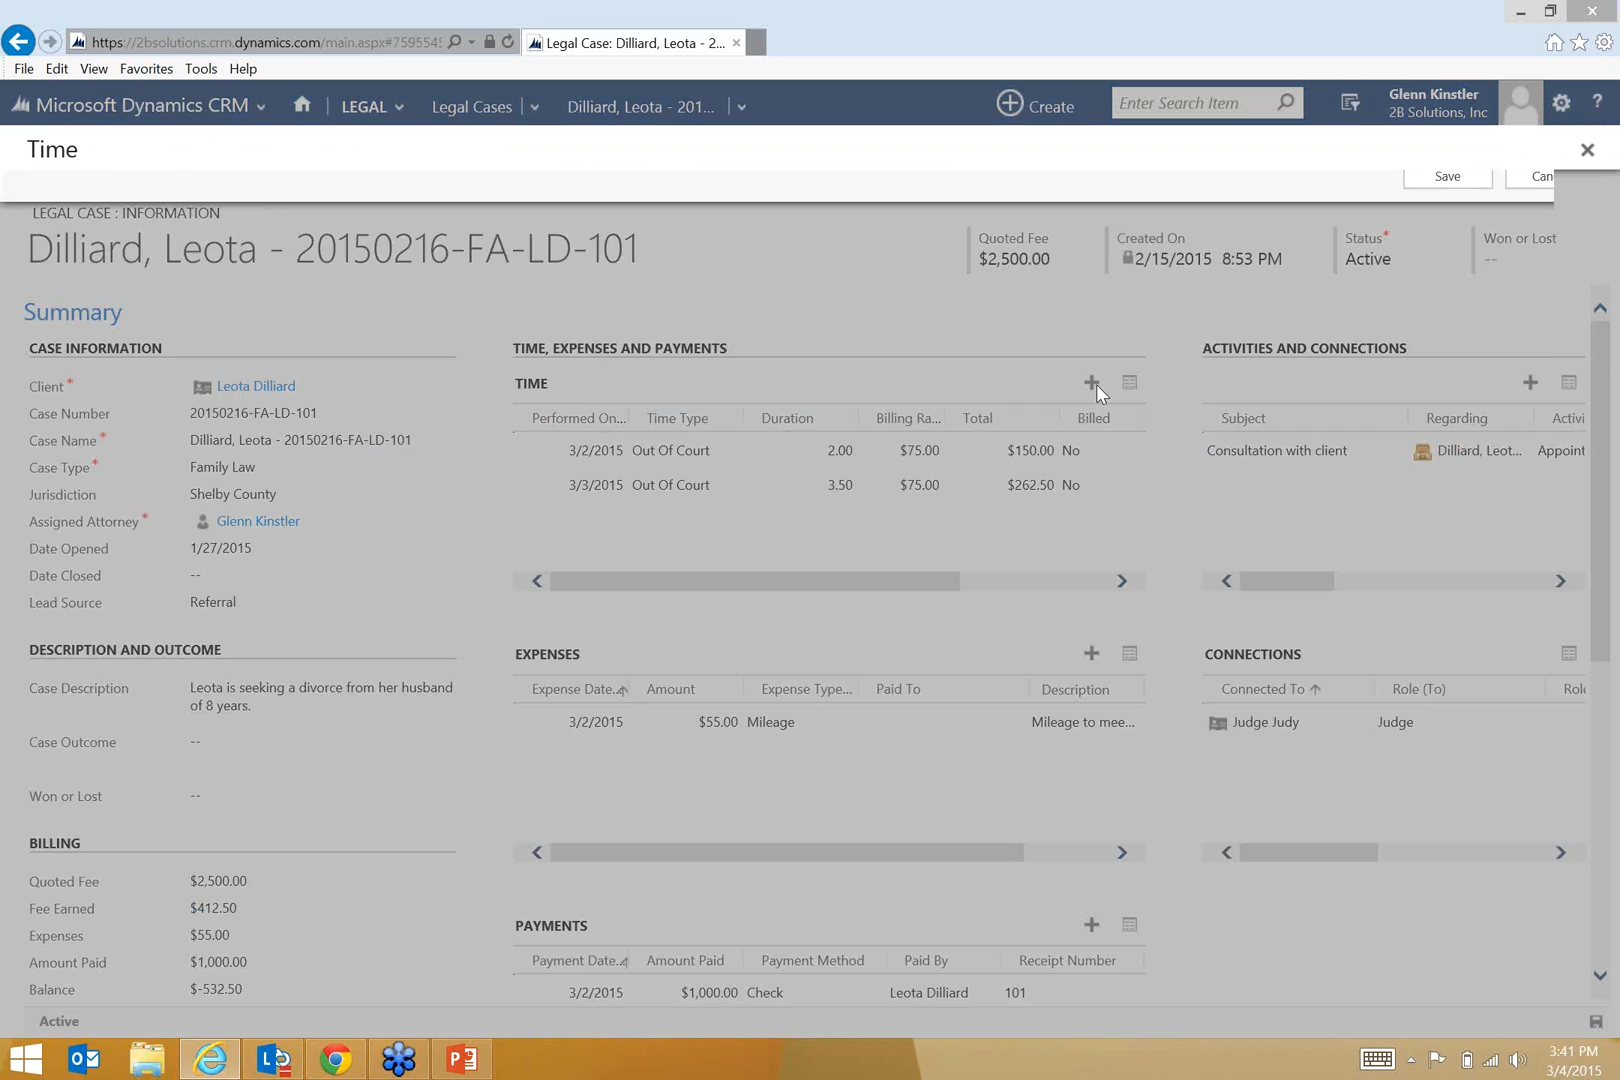 https://2bsolutions.crm.dynamics.com/main.aspx#7595545
Legal Case: Dilliard, Leota - 2...
File Edit View Favorites Tools Help
Microsoft Dynamics CRM LEGAL Legal Cases Dilliard, Leota - 201... Create Enter Search Item Glenn Kinstler
2B Solutions, Inc
?
Time
Save Can
LEGAL CASE : INFORMATION
Dilliard, Leota - 20150216-FA-LD-101
Quoted Fee Created On Status* Won or Lost
$2,500.00 2/15/2015 8:53 PM Active --
Summary
CASE INFORMATION
Client* Leota Dilliard
Case Number 20150216-FA-LD-101
Case Name* Dilliard, Leota - 20150216-FA-LD-101
Case Type* Family Law
Jurisdiction Shelby County
Assigned Attorney* Glenn Kinstler
Date Opened 1/27/2015
Date Closed --
Lead Source Referral
DESCRIPTION AND OUTCOME
Case Description Leota is seeking a divorce from her husband
of 8 years.
Case Outcome --
Won or Lost --
BILLING
Quoted Fee $2,500.00
Fee Earned $412.50
Expenses $55.00
Amount Paid $1,000.00
Balance $-532.50
TIME, EXPENSES AND PAYMENTS
TIME
Performed On... Time Type Duration Billing Ra... Total Billed
3/2/2015 Out Of Court 2.00 $75.00 $150.00 No
3/3/2015 Out Of Court 3.50 $75.00 $262.50 No
EXPENSES
Expense Date... Amount Expense Type... Paid To Description
3/2/2015 $55.00 Mileage Mileage to mee...
PAYMENTS
Payment Date... Amount Paid Payment Method Paid By Receipt Number
3/2/2015 $1,000.00 Check Leota Dilliard 101
ACTIVITIES AND CONNECTIONS
Subject Regarding Activi
Consultation with client Dilliard, Leot... Appoint
CONNECTIONS
Connected To Role (To) Role
Judge Judy Judge
Active
3:41 PM
3/4/2015